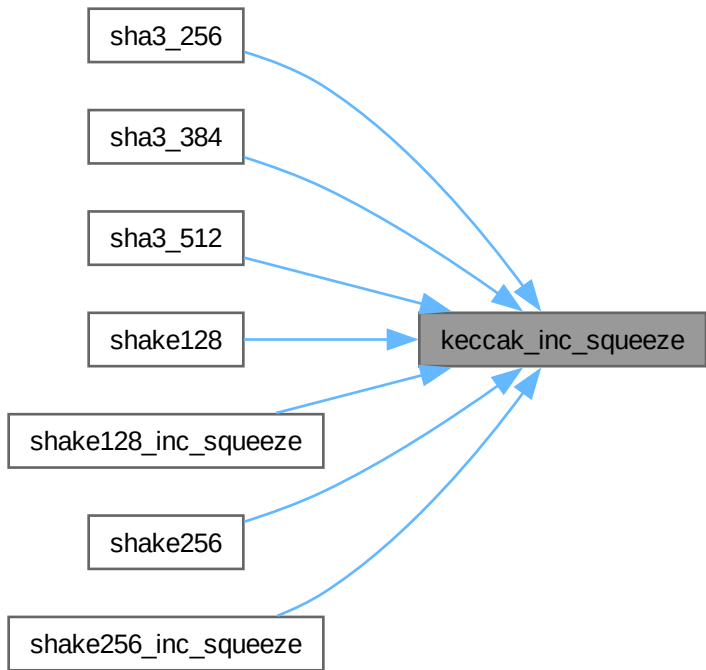 sha3_256
sha3_384
sha3_512
shake128
keccak_inc_squeeze
shake128_inc_squeeze
shake256
shake256_inc_squeeze